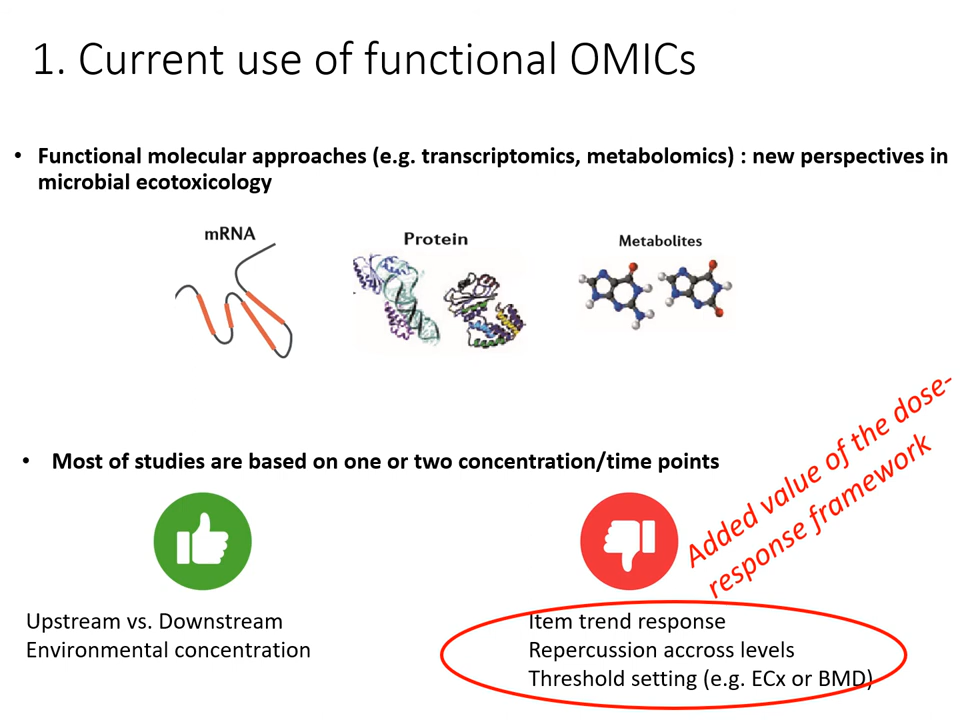 1. Current use of functional OMICs
• Functional molecular approaches (e.g. transcriptomics, metabolomics) : new perspectives in
microbial ecotoxicology
mRNA
Protein
Metabolites
• Most of studies are based on one or two concentration/time points
Added value of the dose-
response framework
Upstream vs. Downstream
Environmental concentration
Item trend response
Repercussion accross levels
Threshold setting (e.g. ECx or BMD)